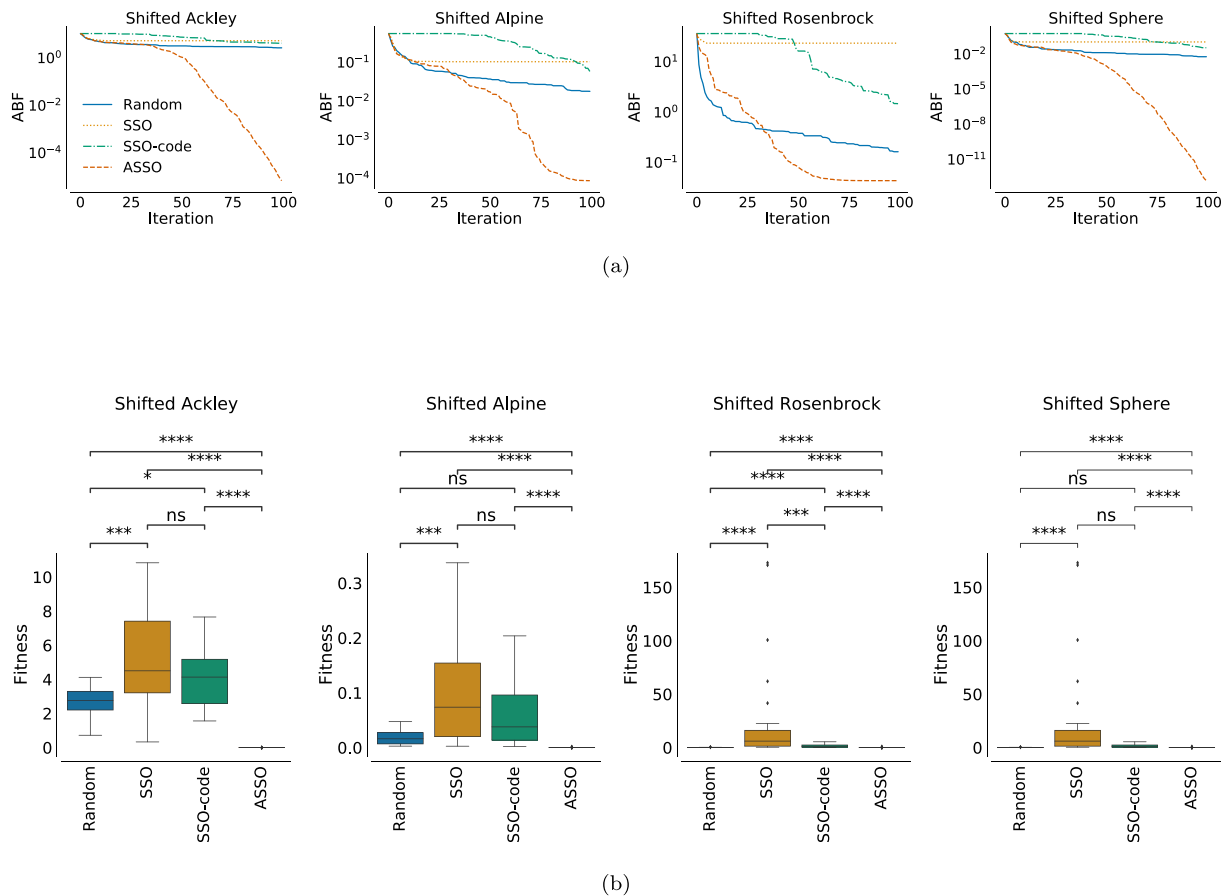 Shifted Ackley Shifted Alpine Shifted Rosenbrock Shifted Sphere
ABF
10^0
10^-2
10^-4
Random
SSO
SSO-code
ASSO
0 25 50 75 100
Iteration
ABF
10^-1
10^-2
10^-3
10^-4
0 25 50 75 100
Iteration
ABF
10^1
10^0
10^-1
0 25 50 75 100
Iteration
ABF
10^-2
10^-5
10^-8
10^-11
0 25 50 75 100
Iteration
(a)
Shifted Ackley
****
****
*
****
ns
***
Fitness
10
8
6
4
2
0
Random SSO SSO-code ASSO
Shifted Alpine
****
****
ns
****
ns
***
Fitness
0.3
0.2
0.1
0.0
Random SSO SSO-code ASSO
Shifted Rosenbrock
****
****
****
****
***
****
Fitness
150
100
50
0
Random SSO SSO-code ASSO
Shifted Sphere
****
****
ns
****
ns
****
Fitness
150
100
50
0
Random SSO SSO-code ASSO
(b)